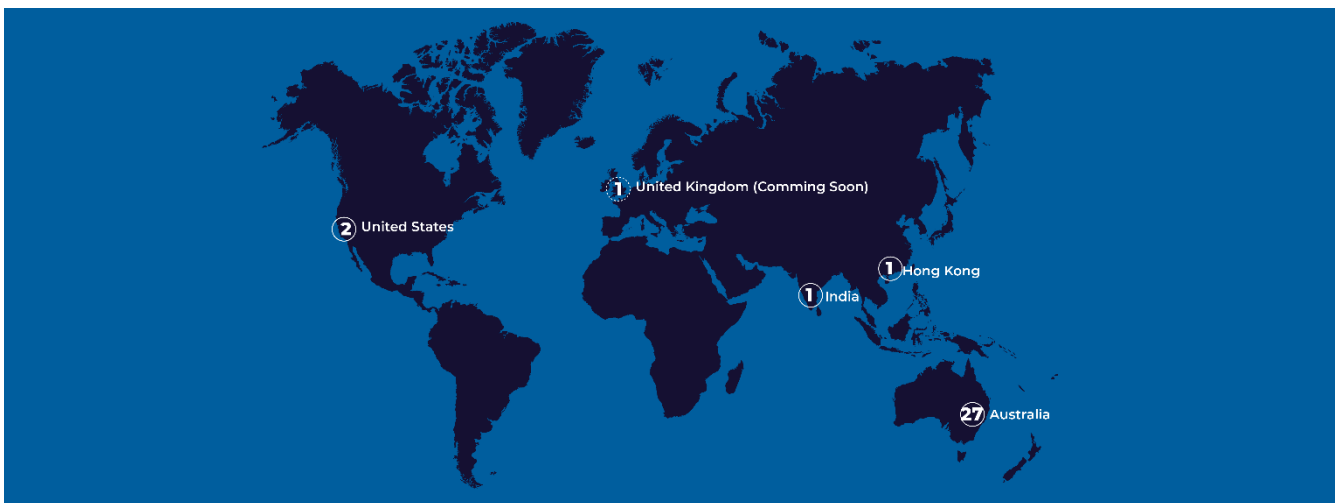 1 United Kingdom (Comming Soon)
2 United States
1 Hong Kong
1 India
27 Australia